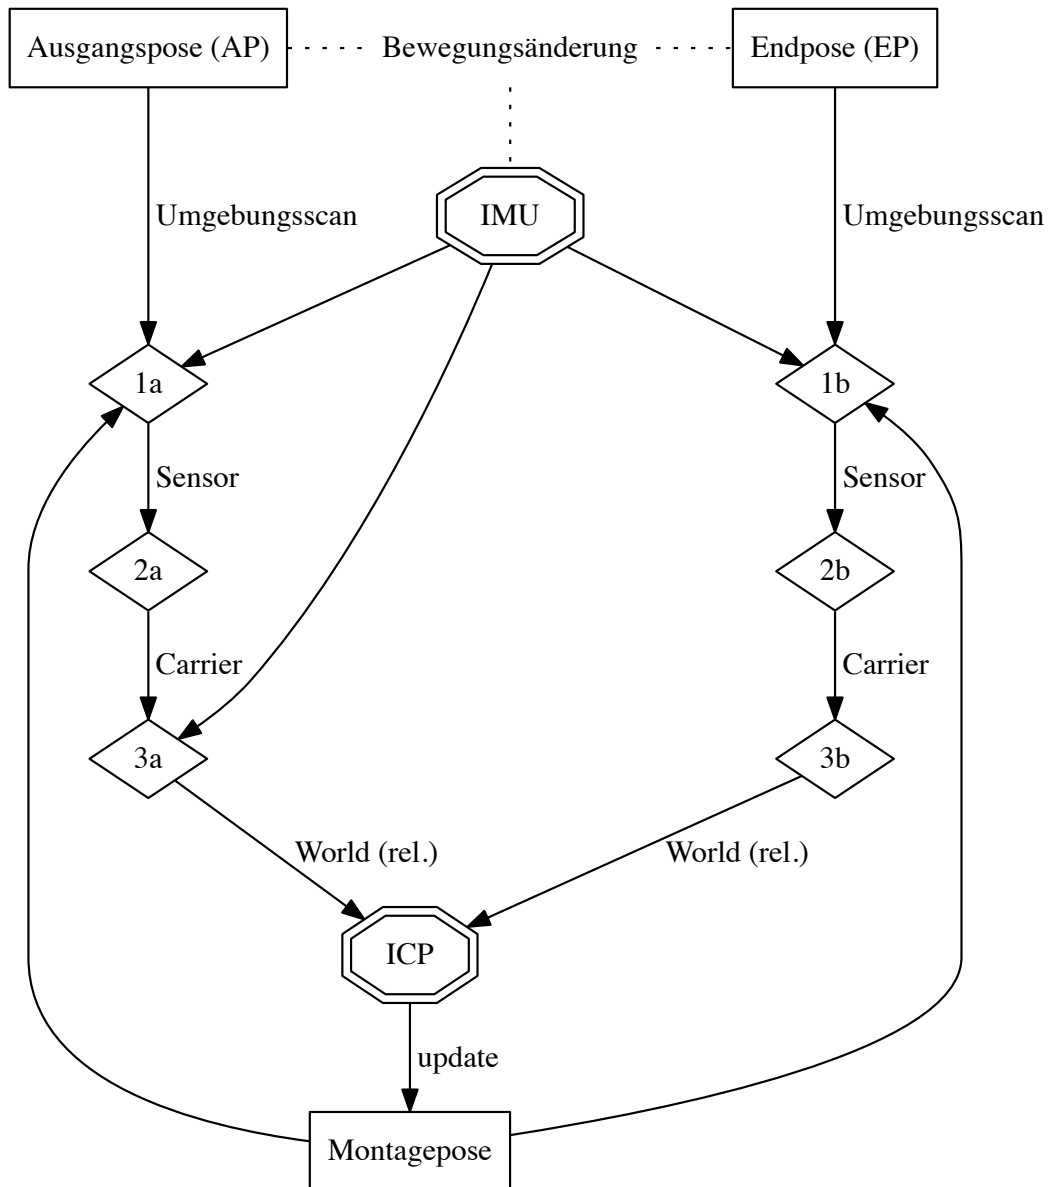 Ausgangspose (AP)
Bewegungsänderung
Endpose (EP)
Umgebungsscan
IMU
Umgebungsscan
1a
1b
Sensor
Sensor
2a
2b
Carrier
Carrier
3a
3b
World (rel.)
World (rel.)
ICP
update
Montagepose